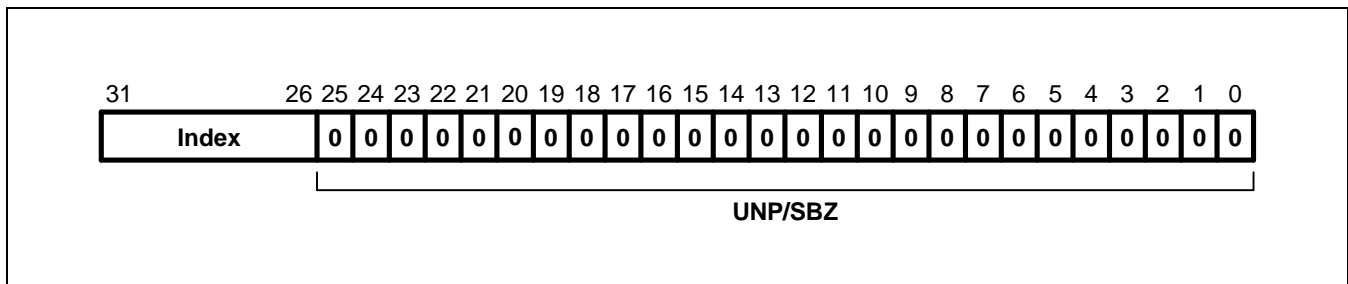 31 26 25 24 23 22 21 20 19 18 17 16 15 14 13 12 11 10 9 8 7 6 5 4 3 2 1 0
Index 0 0 0 0 0 0 0 0 0 0 0 0 0 0 0 0 0 0 0 0 0 0 0 0 0 0
UNP/SBZ